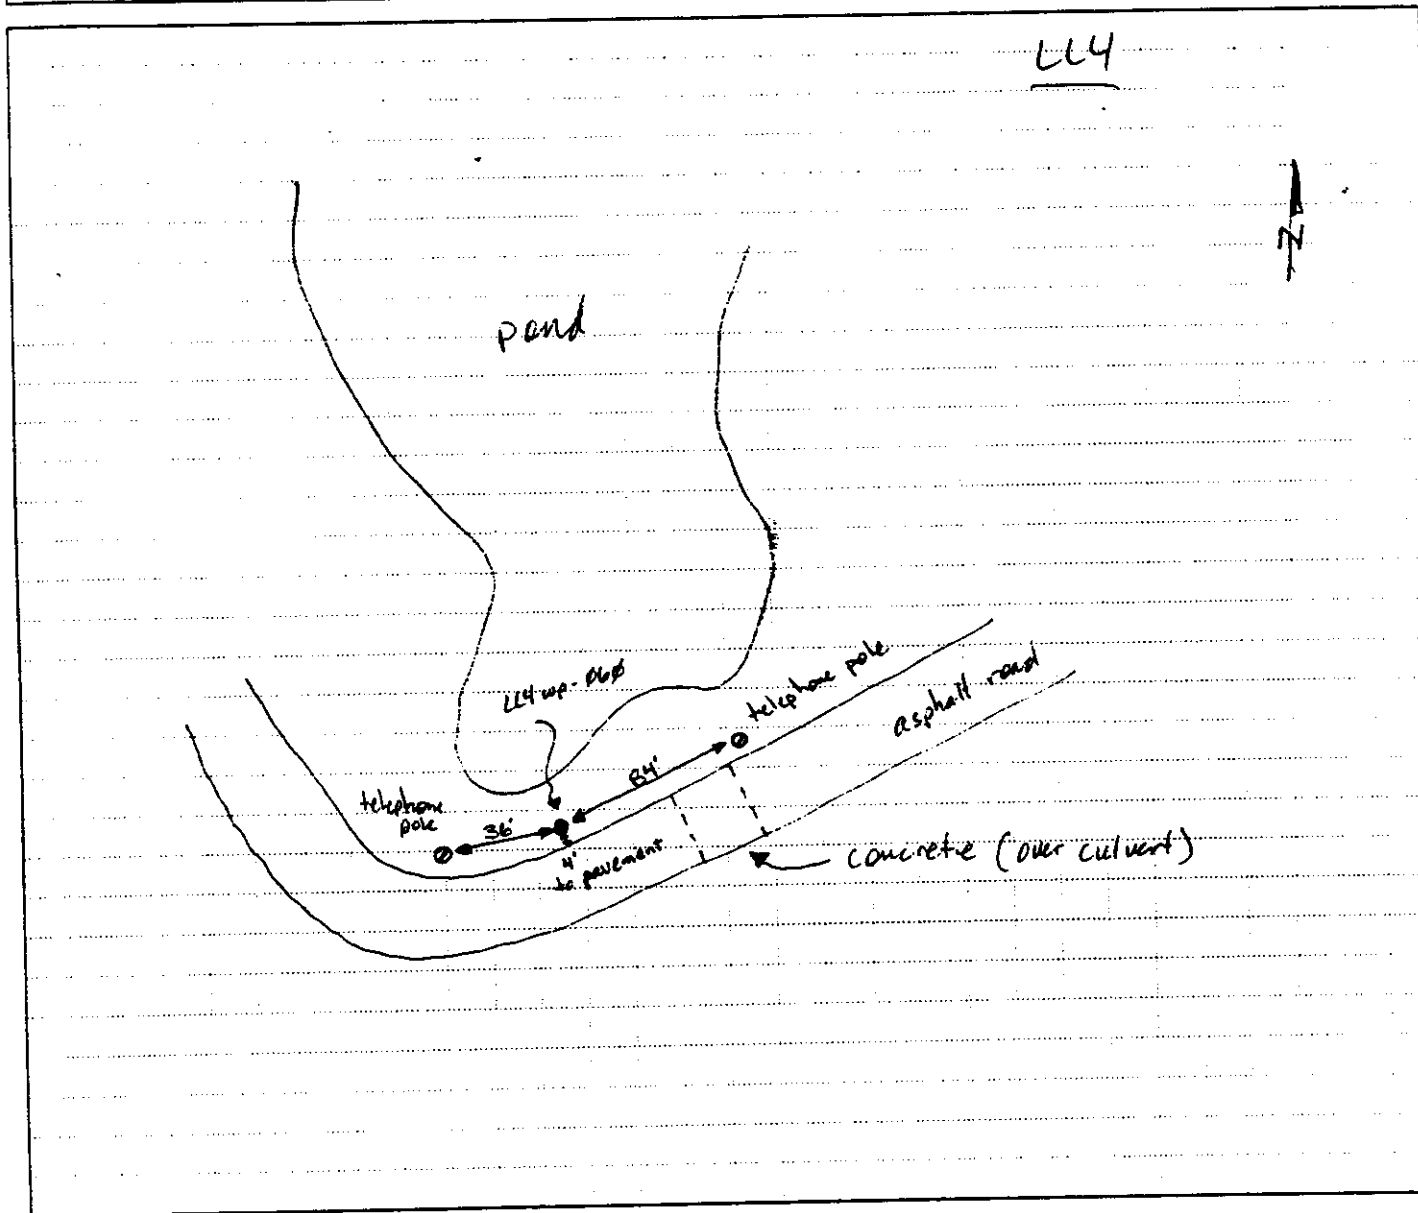 LL4
N
pond
LL4wp-060
telephone pole
asphalt road
84'
telephone
pole
36'
4'
to pavement
concrete (over culvert)